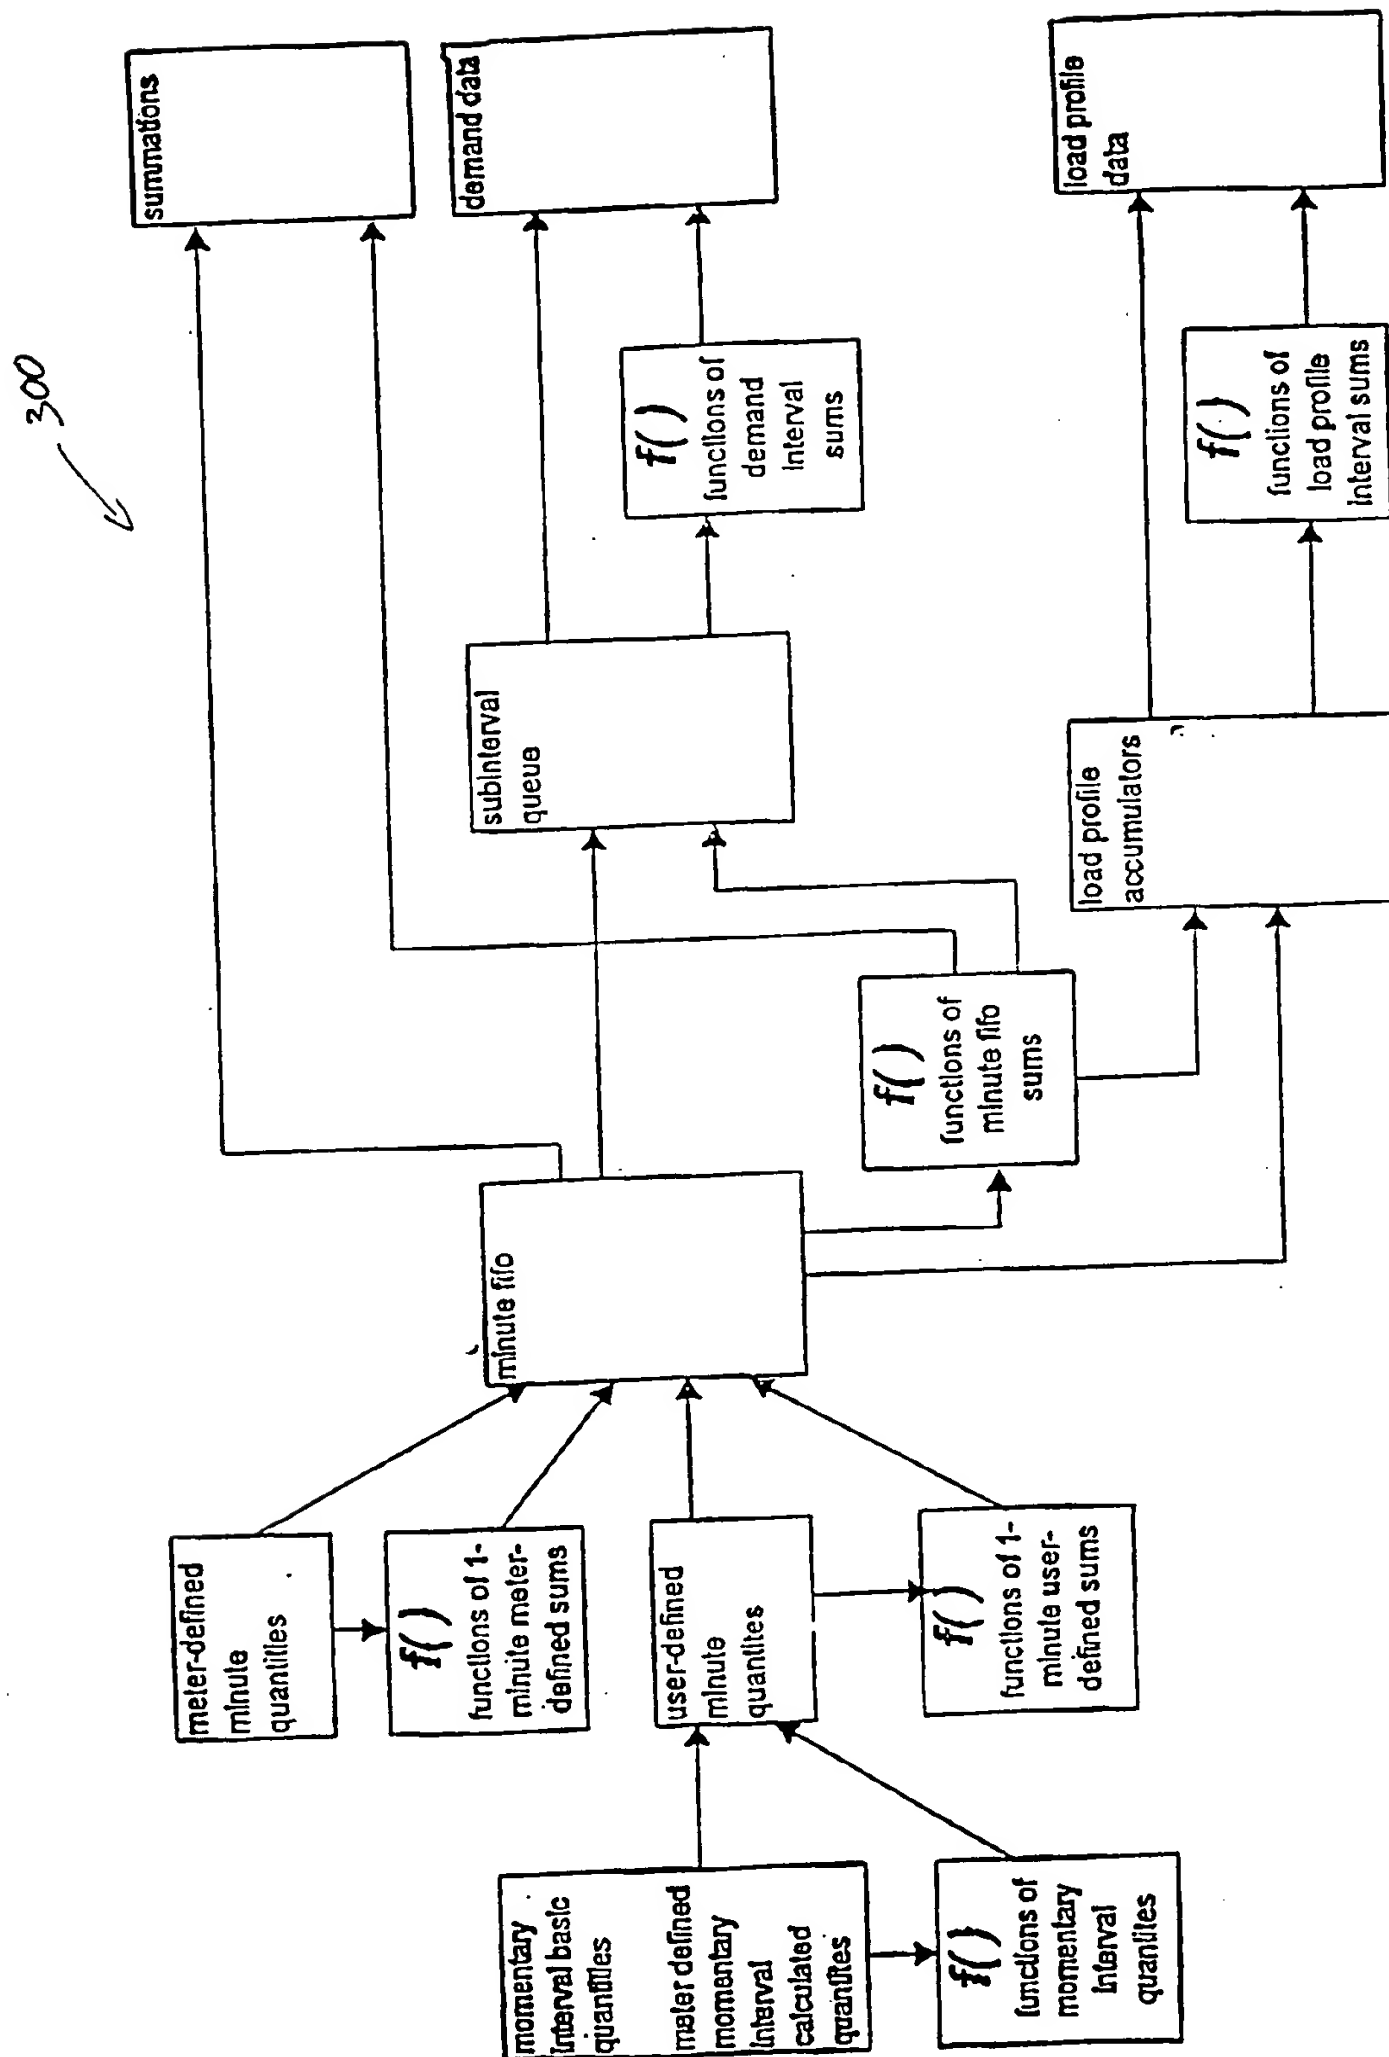 300
momentary
Interval basic
quantities
meter defined
momentary
Interval
calculated
quantites
f()
functions of
momentary
Interval
quantites
meter-defined
minute
quantities
f()
functions of 1-
minute meter-
defined sums
user-defined
minute
quantites
f()
functions of 1-
minute user-
defined sums
minute fifo
f()
functions of
minute fifo
sums
subinterval
queue
load profile
accumulators
f()
functions of
demand
Interval
sums
f()
functions of
load profile
interval sums
summations
demand data
load profile
data